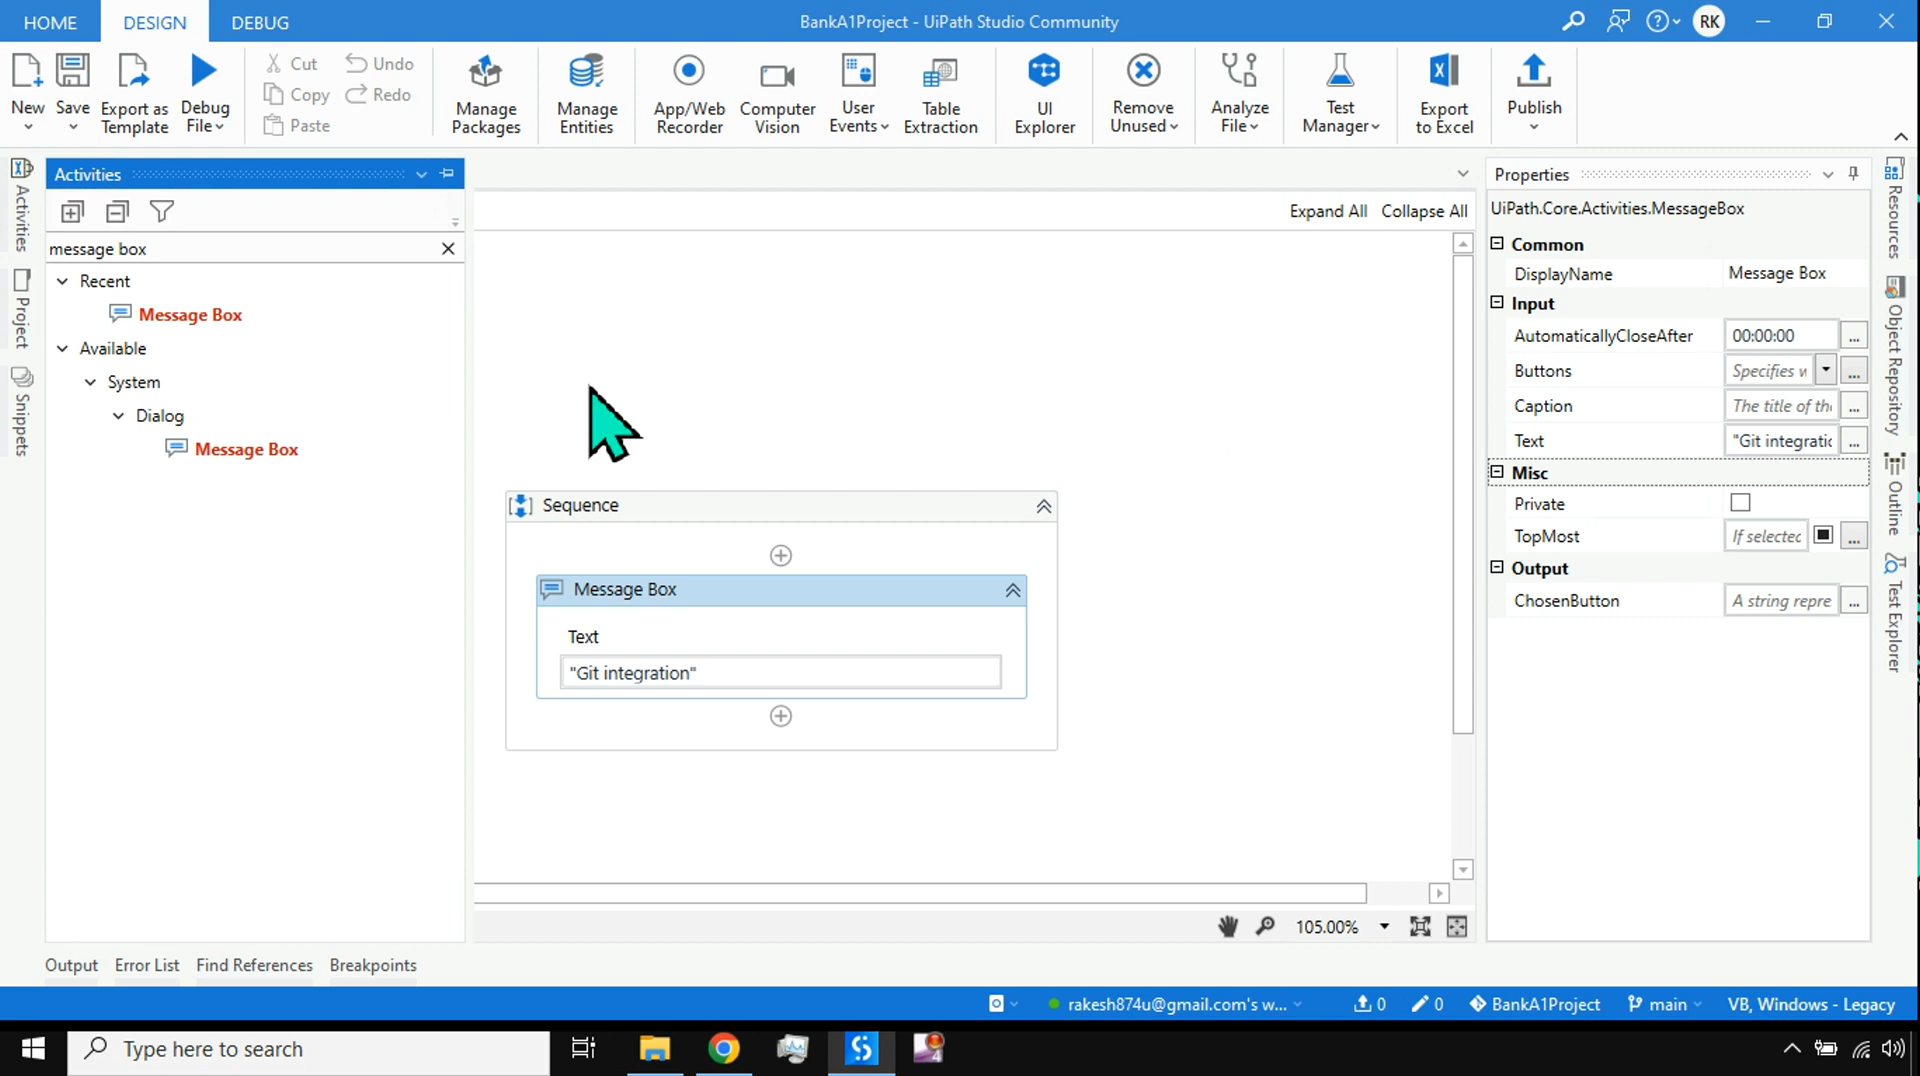 HOME DESIGN DEBUG BankA1Project - UiPath Studio Community RK
New Save Export as Template Debug File Cut Copy Paste Undo Redo Manage Packages Manage Entities App/Web Recorder Computer Vision User Events Table Extraction UI Explorer Remove Unused Analyze File Test Manager Export to Excel Publish
Activities
Project
Snippets
Activities
message box
Recent
Message Box
Available
System
Dialog
Message Box
Expand All Collapse All
Sequence
Message Box
Text
"Git integration"
105.00%
Properties
UiPath.Core.Activities.MessageBox
Common
DisplayName Message Box
Input
AutomaticallyCloseAfter 00:00:00 ...
Buttons Specifies ...
Caption The title of ...
Text "Git integratic ...
Misc
Private
TopMost If selected ...
Output
ChosenButton A string repre ...
Resources
Object Repository
Outline
Test Explorer
Output Error List Find References Breakpoints
rakesh874u@gmail.com's w... 0 0 BankA1Project main VB, Windows - Legacy
Type here to search
4